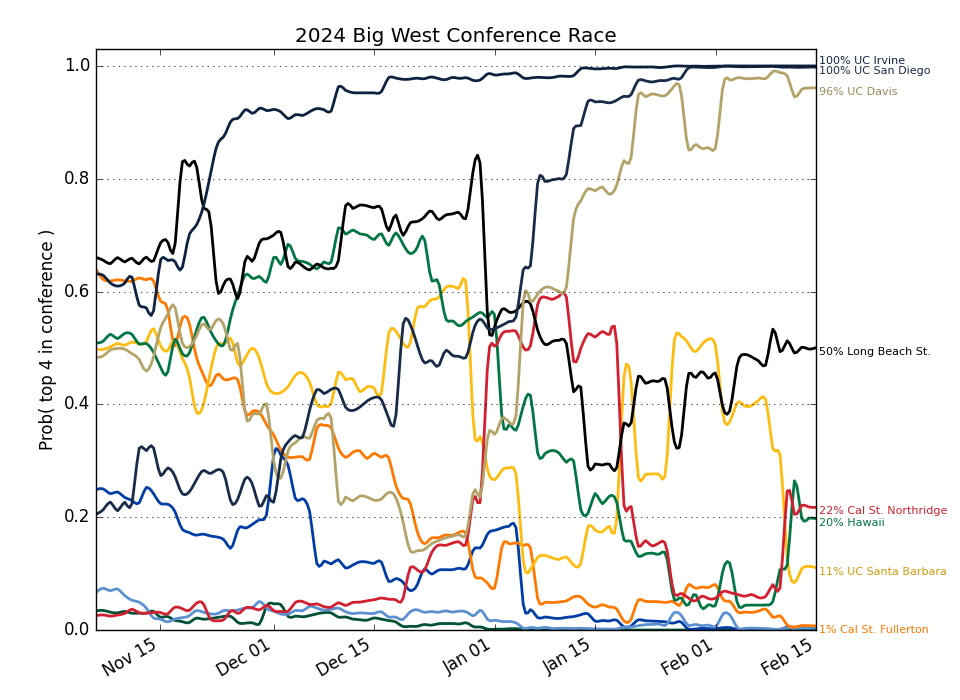 2024 Big West Conference Race
Prob( top 4 in conference )
1.0
0.8
0.6
0.4
0.2
0.0
Nov 15
Dec 01
Dec 15
Jan 01
Jan 15
Feb 01
Feb 15
100% UC Irvine
100% UC San Diego
96% UC Davis
50% Long Beach St.
22% Cal St. Northridge
20% Hawaii
11% UC Santa Barbara
1% Cal St. Fullerton